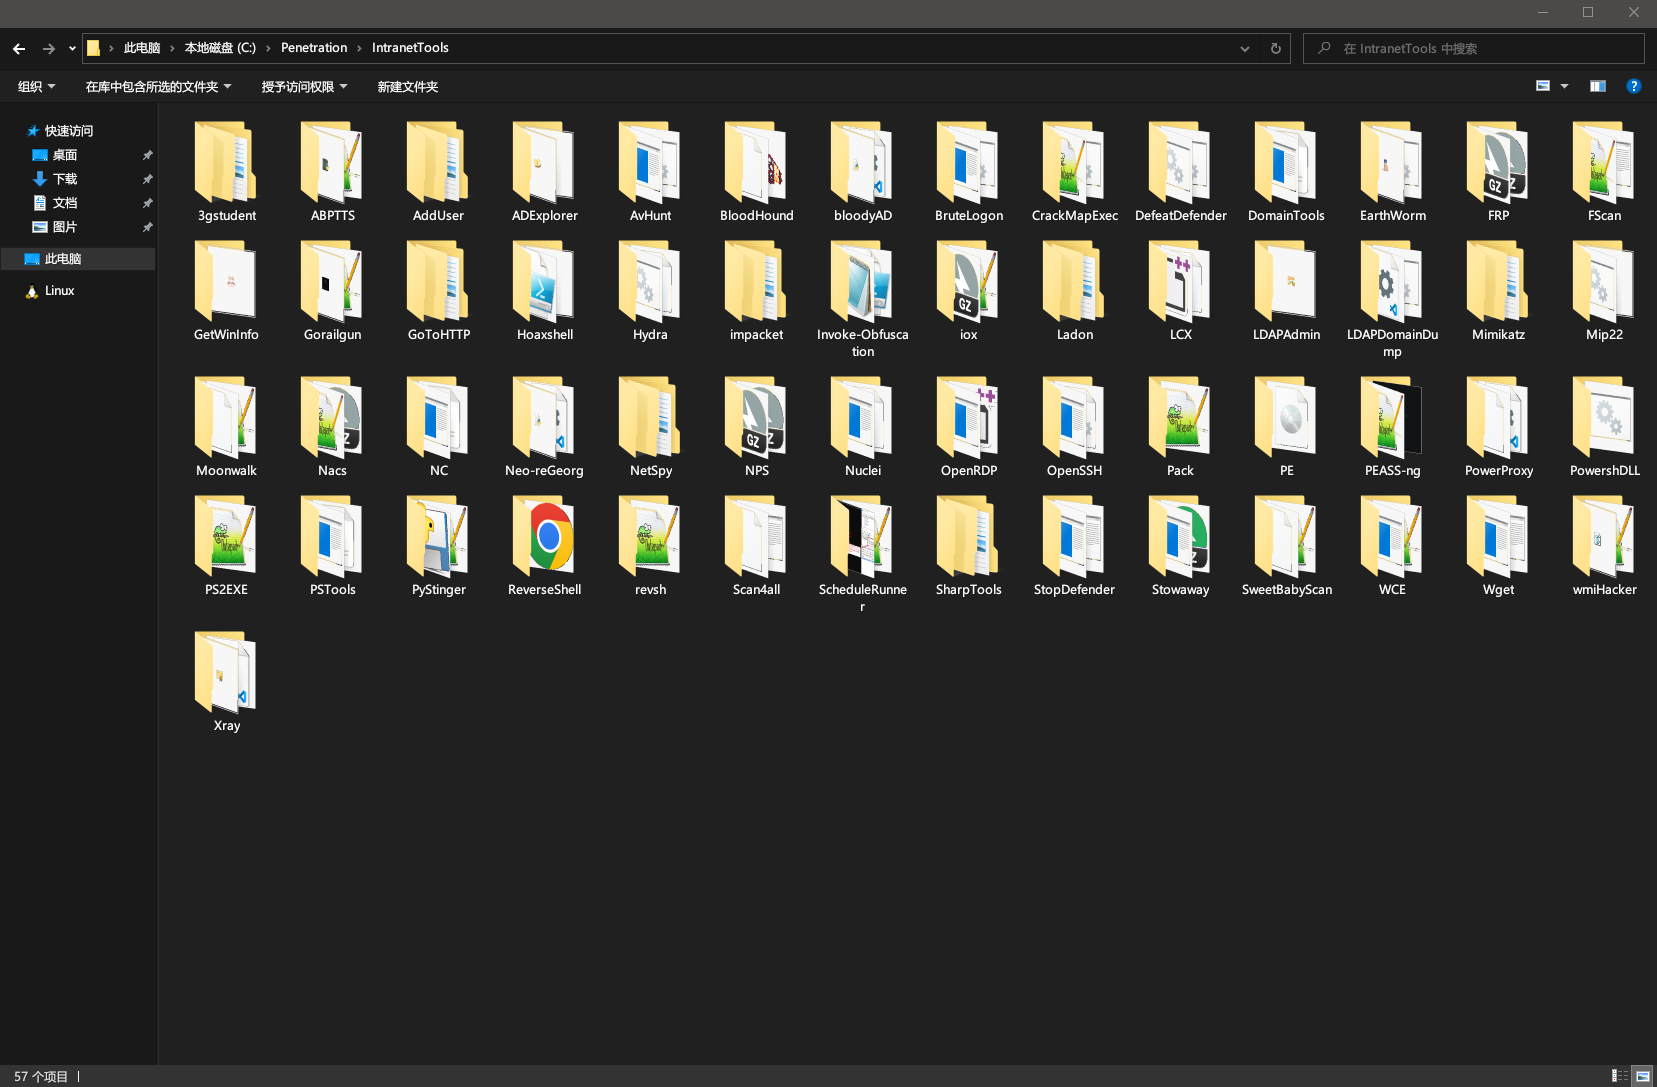 此电脑 本地磁盘 (C:) Penetration IntranetTools
在 IntranetTools 中搜索
组织 在库中包含所选的文件夹 授予访问权限 新建文件夹
快速访问
桌面
下载
文档
图片
此电脑
Linux
3gstudent ABPTTS AddUser ADExplorer AvHunt BloodHound bloodyAD BruteLogon CrackMapExec DefeatDefender DomainTools EarthWorm FRP FScan
GetWinInfo Gorailgun GoToHTTP Hoaxshell Hydra impacket Invoke-Obfusca iox Ladon LCX LDAPAdmin LDAPDomainDu Mimikatz Mip22
tion mp
Moonwalk Nacs NC Neo-reGeorg NetSpy NPS Nuclei OpenRDP OpenSSH Pack PE PEASS-ng PowerProxy PowershDLL
PS2EXE PSTools PyStinger ReverseShell revsh Scan4all ScheduleRunne SharpTools StopDefender Stowaway SweetBabyScan WCE Wget wmiHacker
r
Xray
57 个项目